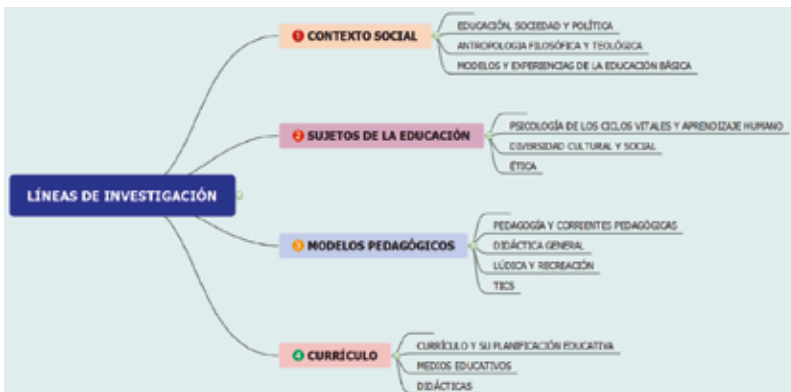 LÍNEAS DE INVESTIGACIÓN
1 CONTEXTO SOCIAL
EDUCACIÓN, SOCIEDAD Y POLÍTICA
ANTROPOLOGIA FILOSÓFICA Y TEOLÓGICA
MODELOS Y EXPERIENCIAS DE LA EDUCACIÓN BÁSICA
2 SUJETOS DE LA EDUCACIÓN
PSICOLOGÍA DE LOS CICLOS VITALES Y APRENDIZAJE HUMANO
DIVERSIDAD CULTURAL Y SOCIAL
ÉTICA
3 MODELOS PEDAGÓGICOS
PEDAGOGÍA Y CORRIENTES PEDAGÓGICAS
DIDÁCTICA GENERAL
LÚDICA Y RECREACIÓN
TICS
4 CURRÍCULO
CURRÍCULO Y SU PLANIFICACIÓN EDUCATIVA
MEDIOS EDUCATIVOS
DIDÁCTICAS